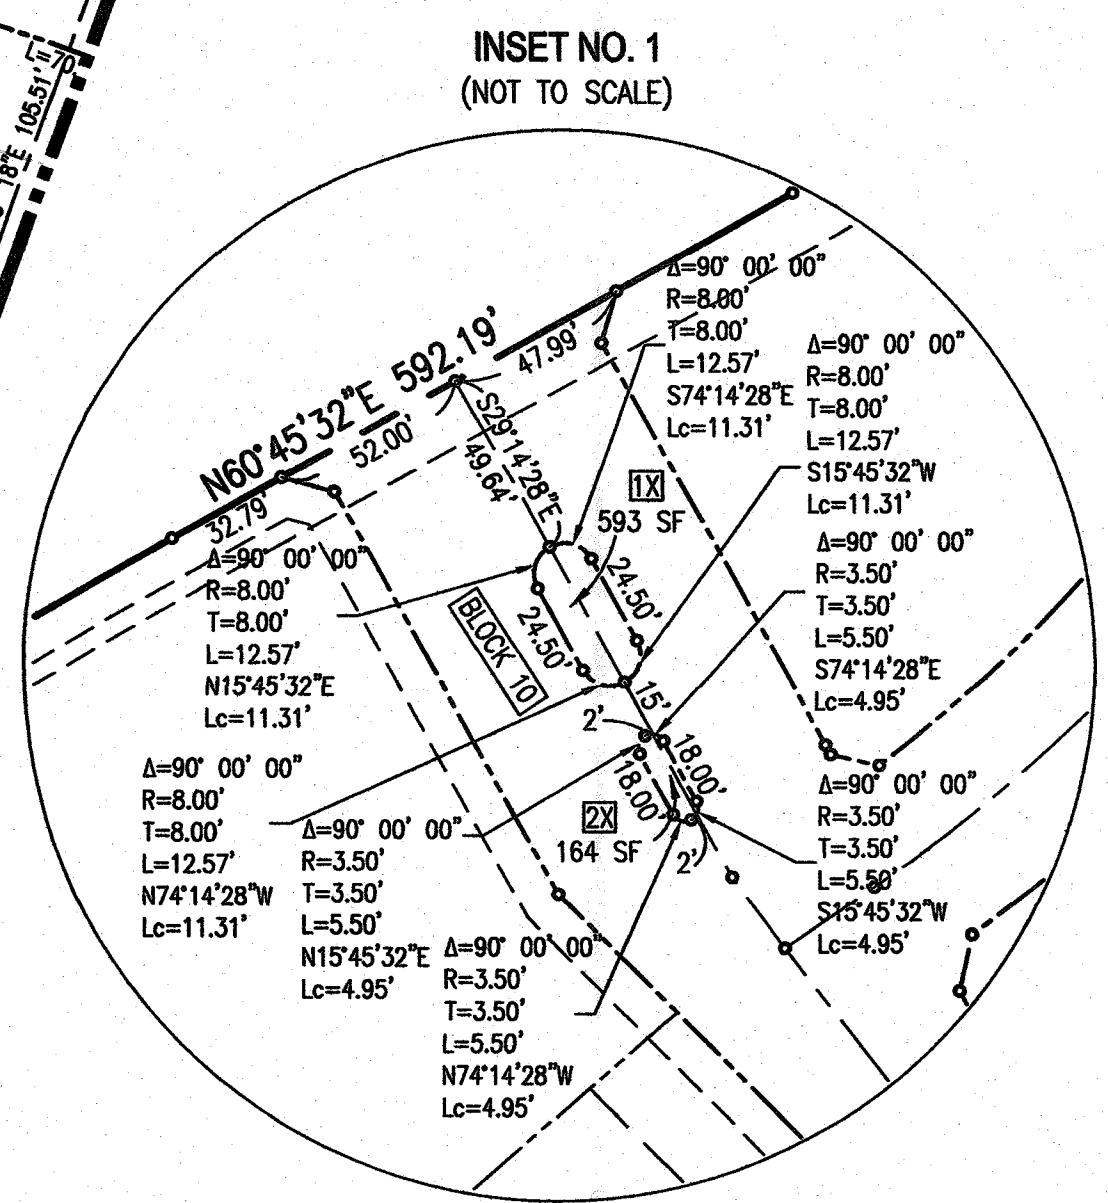 INSET NO. 1
(NOT TO SCALE)
L=70.
18"E 105.51'
N60°45'32"E 592.19'
32.79'
52.00'
47.99'
S29°14'28"E
49.64'
Δ=90° 00' 00"
R=8.00'
T=8.00'
L=12.57'
S74°14'28"E
Lc=11.31'
Δ=90° 00' 00"
R=8.00'
T=8.00'
L=12.57'
S15°45'32"W
Lc=11.31'
1X
593 SF
24.50'
24.50'
BLOCK 10
Δ=90° 00' 00"
R=8.00'
T=8.00'
L=12.57'
N15°45'32"E
Lc=11.31'
Δ=90° 00' 00"
R=3.50'
T=3.50'
L=5.50'
S74°14'28"E
Lc=4.95'
15'
2'
18.00'
18.00'
2X
164 SF
2'
Δ=90° 00' 00"
R=8.00'
T=8.00'
L=12.57'
N74°14'28"W
Lc=11.31'
Δ=90° 00' 00"
R=3.50'
T=3.50'
L=5.50'
N15°45'32"E
Lc=4.95'
Δ=90° 00' 00"
R=3.50'
T=3.50'
L=5.50'
S15°45'32"W
Lc=4.95'
Δ=90° 00' 00"
R=3.50'
T=3.50'
L=5.50'
N74°14'28"W
Lc=4.95'